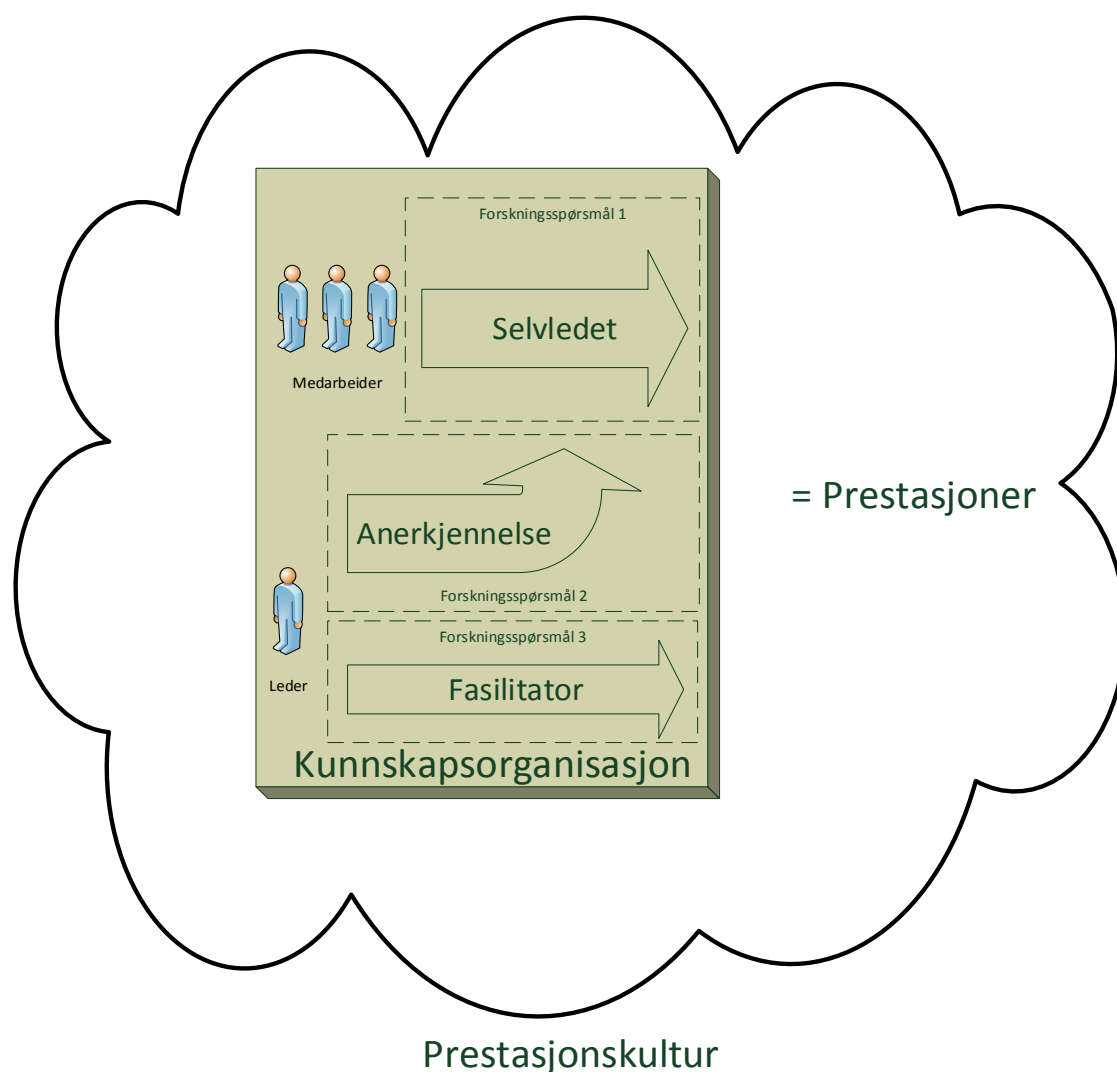 Forskningsspørsmål 1
Selvledet
Medarbeider
= Prestasjoner
Anerkjennelse
Forskningsspørsmål 2
Forskningsspørsmål 3
Leder
Fasilitator
Kunnskapsorganisasjon
Prestasjonskultur